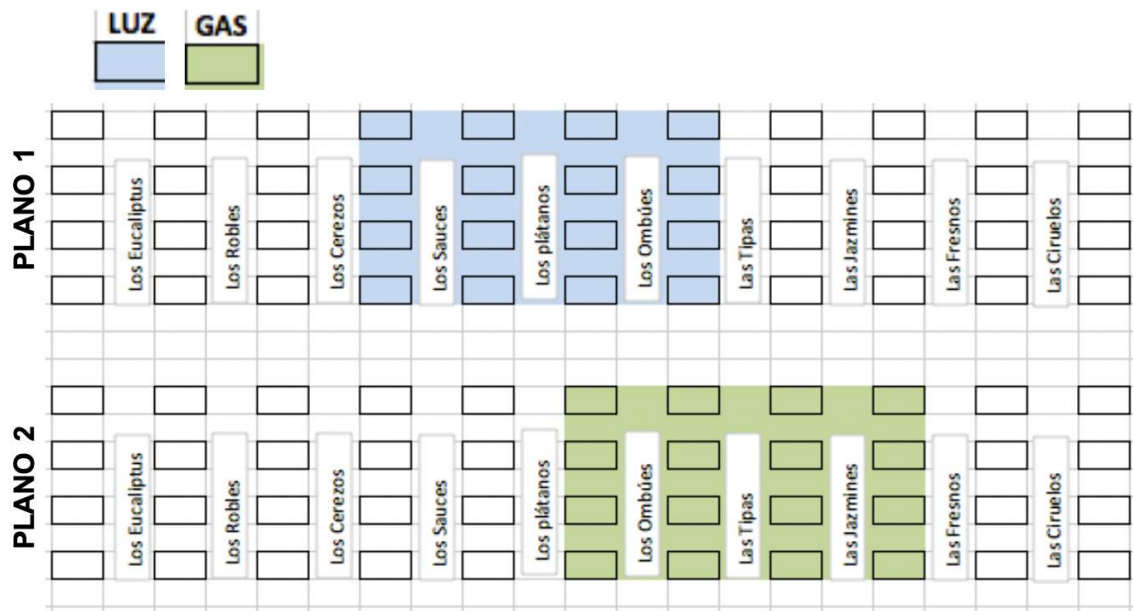 LUZ GAS
PLANO 1
Los Eucaliptus
Los Robles
Los Cerezos
Los Sauces
Los plátanos
Los Ombúes
Las Tipas
Las Jazmines
Las Fresnos
Las Ciruelos
PLANO 2
Los Eucaliptus
Los Robles
Los Cerezos
Los Sauces
Los plátanos
Los Ombúes
Las Tipas
Las Jazmines
Las Fresnos
Las Ciruelos